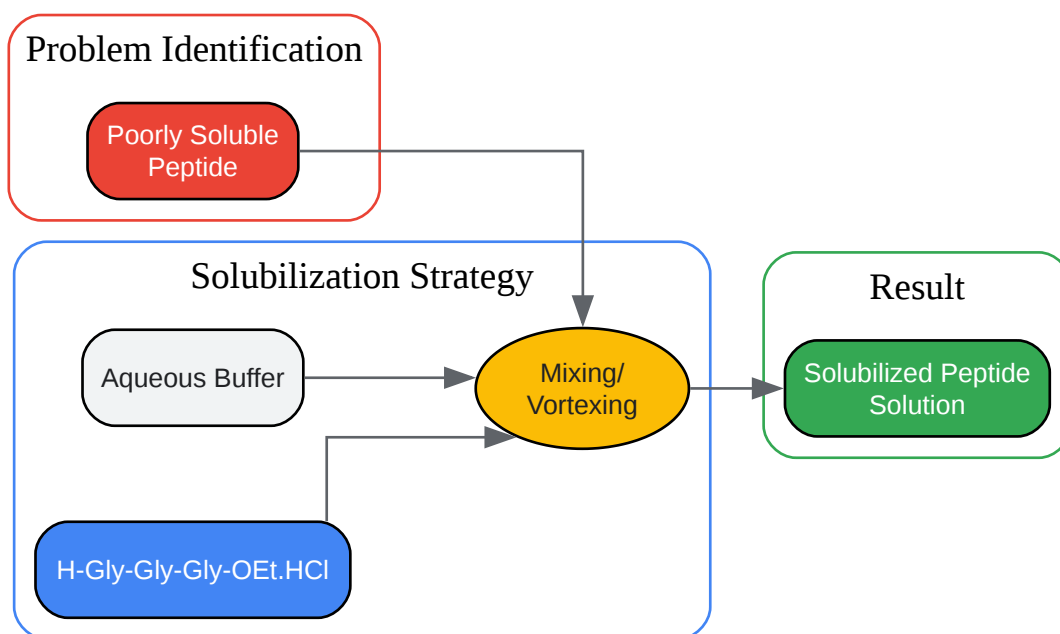 Problem Identification
Poorly Soluble
Peptide
Solubilization Strategy
Aqueous Buffer
Mixing/
Vortexing
H-Gly-Gly-Gly-OEt.HCl
Result
Solubilized Peptide
Solution